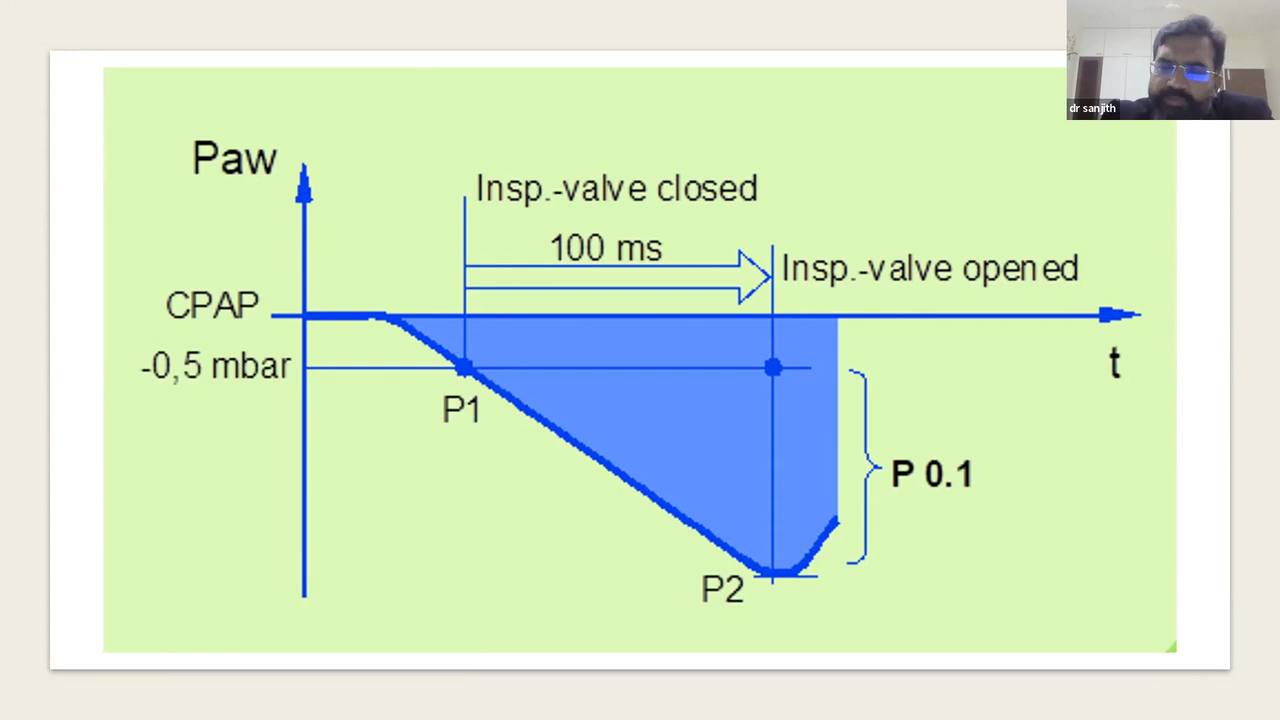 dr sanjith
Paw
Insp.-valve closed
100 ms
Insp.-valve opened
CPAP
-0,5 mbar
t
P1
P 0.1
P2